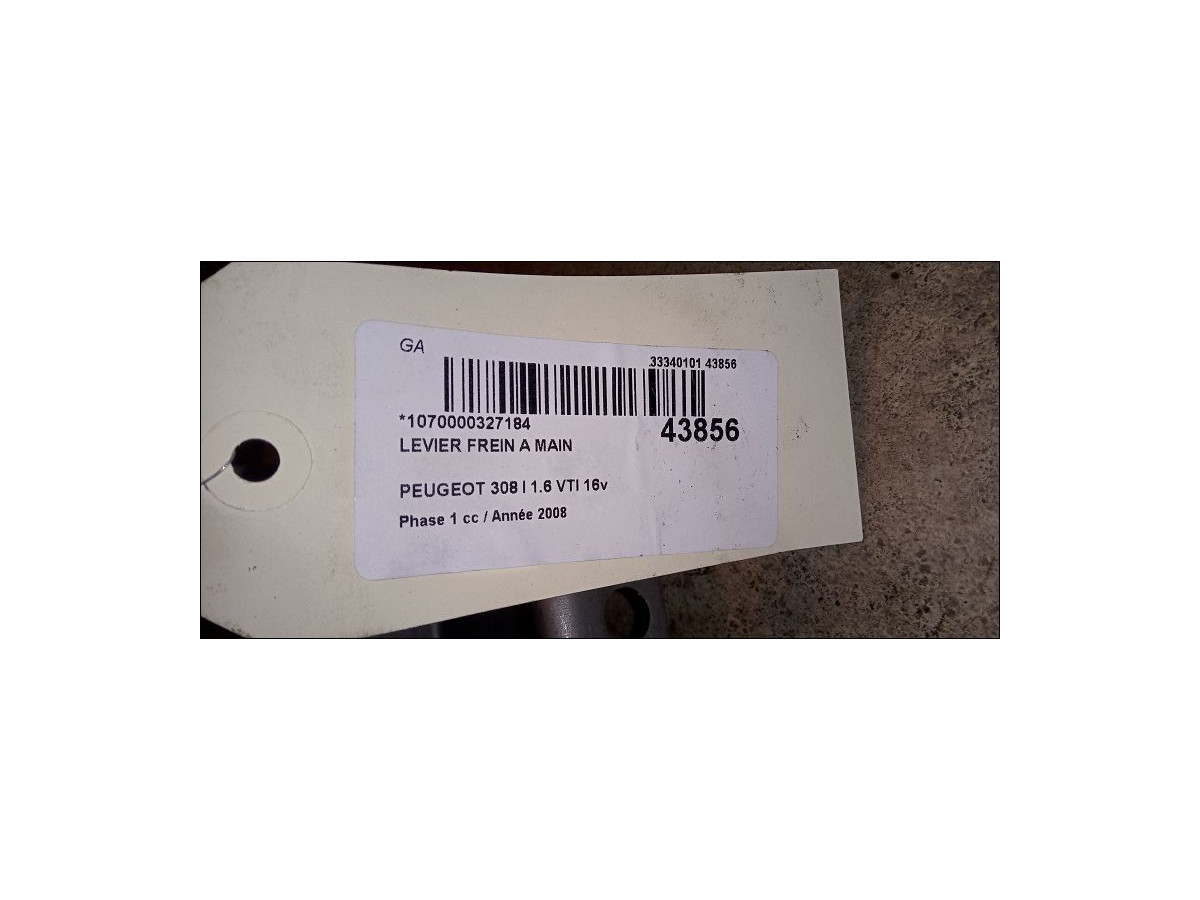 GA
33340101 43856
*1070000327184
43856
LEVIER FREIN A MAIN
PEUGEOT 308 I 1.6 VTI 16v
Phase 1 cc / Année 2008